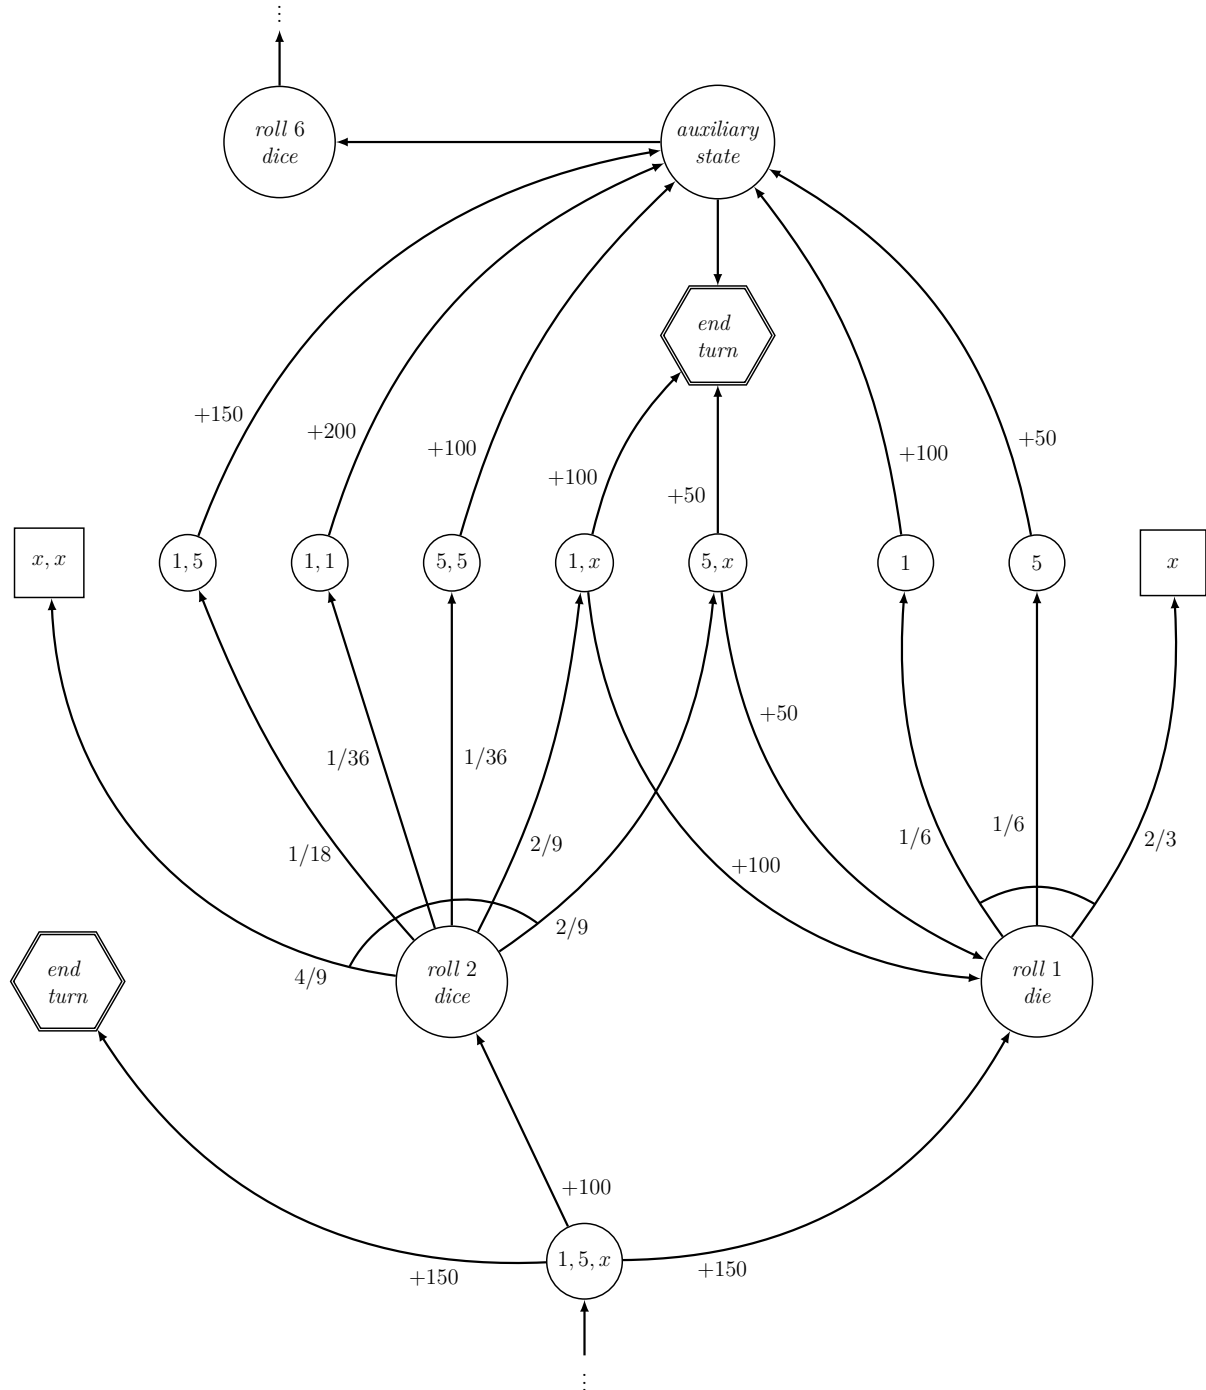 ⋮
roll 6
dice
auxiliary
state
end
turn
+150
+200
+100
+100
+50
+100
+50
x, x
1, 5
1, 1
5, 5
1, x
5, x
1
5
x
+50
1/36
1/36
1/18
2/9
+100
1/6
1/6
2/3
2/9
4/9
end
turn
roll 2
dice
roll 1
die
+100
+150
1, 5, x
+150
⋮